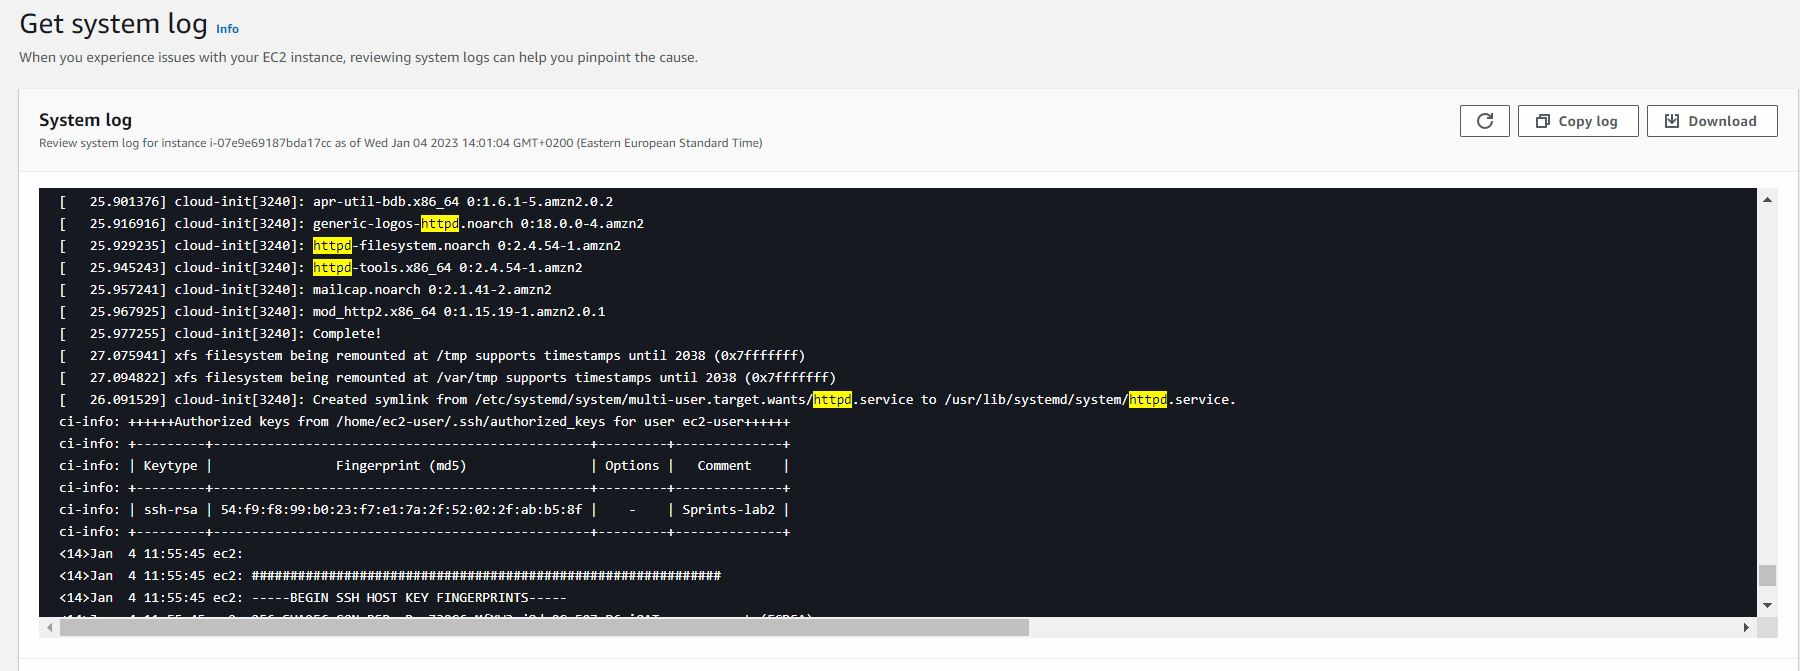 Get system log Info
When you experience issues with your EC2 instance, reviewing system logs can help you pinpoint the cause.
System log
Review system log for instance i-07e9e69187bda17cc as of Wed Jan 04 2023 14:01:04 GMT+0200 (Eastern European Standard Time)
Copy log
Download
[   25.901376] cloud-init[3240]: apr-util-bdb.x86_64 0:1.6.1-5.amzn2.0.2
[   25.916916] cloud-init[3240]: generic-logos-httpd.noarch 0:18.0.0-4.amzn2
[   25.929235] cloud-init[3240]: httpd-filesystem.noarch 0:2.4.54-1.amzn2
[   25.945243] cloud-init[3240]: httpd-tools.x86_64 0:2.4.54-1.amzn2
[   25.957241] cloud-init[3240]: mailcap.noarch 0:2.1.41-2.amzn2
[   25.967925] cloud-init[3240]: mod_http2.x86_64 0:1.15.19-1.amzn2.0.1
[   25.977255] cloud-init[3240]: Complete!
[   27.075941] xfs filesystem being remounted at /tmp supports timestamps until 2038 (0x7fffffff)
[   27.094822] xfs filesystem being remounted at /var/tmp supports timestamps until 2038 (0x7fffffff)
[   26.091529] cloud-init[3240]: Created symlink from /etc/systemd/system/multi-user.target.wants/httpd.service to /usr/lib/systemd/system/httpd.service.
ci-info: ++++++Authorized keys from /home/ec2-user/.ssh/authorized_keys for user ec2-user++++++
ci-info: +---------+-------------------------------------------------+---------+--------------+
ci-info: | Keytype |                Fingerprint (md5)                | Options |   Comment    |
ci-info: +---------+-------------------------------------------------+---------+--------------+
ci-info: | ssh-rsa | 54:f9:f8:99:b0:23:f7:e1:7a:2f:52:02:2f:ab:b5:8f |    -    | Sprints-lab2 |
ci-info: +---------+-------------------------------------------------+---------+--------------+
<14>Jan  4 11:55:45 ec2:
<14>Jan  4 11:55:45 ec2: #############################################################
<14>Jan  4 11:55:45 ec2: -----BEGIN SSH HOST KEY FINGERPRINTS-----